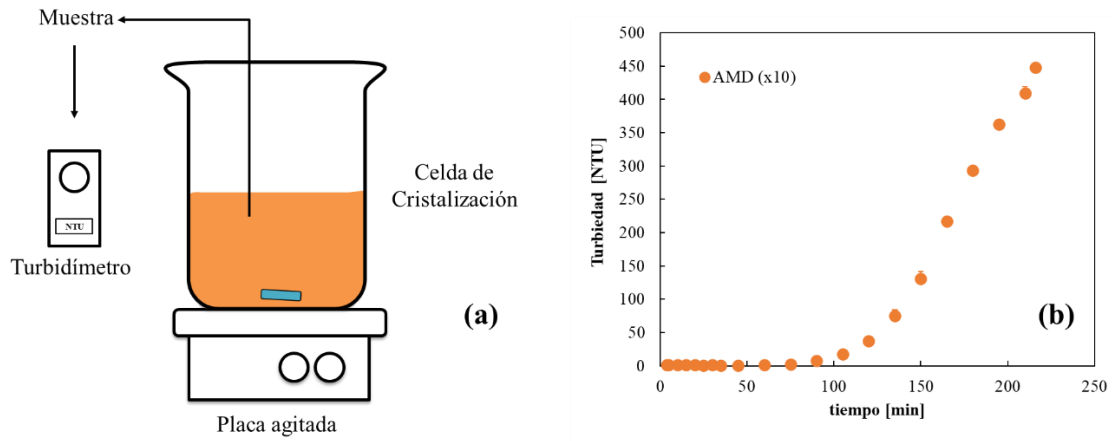 Muestra
NTU
Turbidímetro
Celda de
Cristalización
(a)
Placa agitada
500
450
400
350
300
250
200
150
100
50
0
Turbiedad [NTU]
AMD (x10)
(b)
0
50
100
150
200
250
tiempo [min]